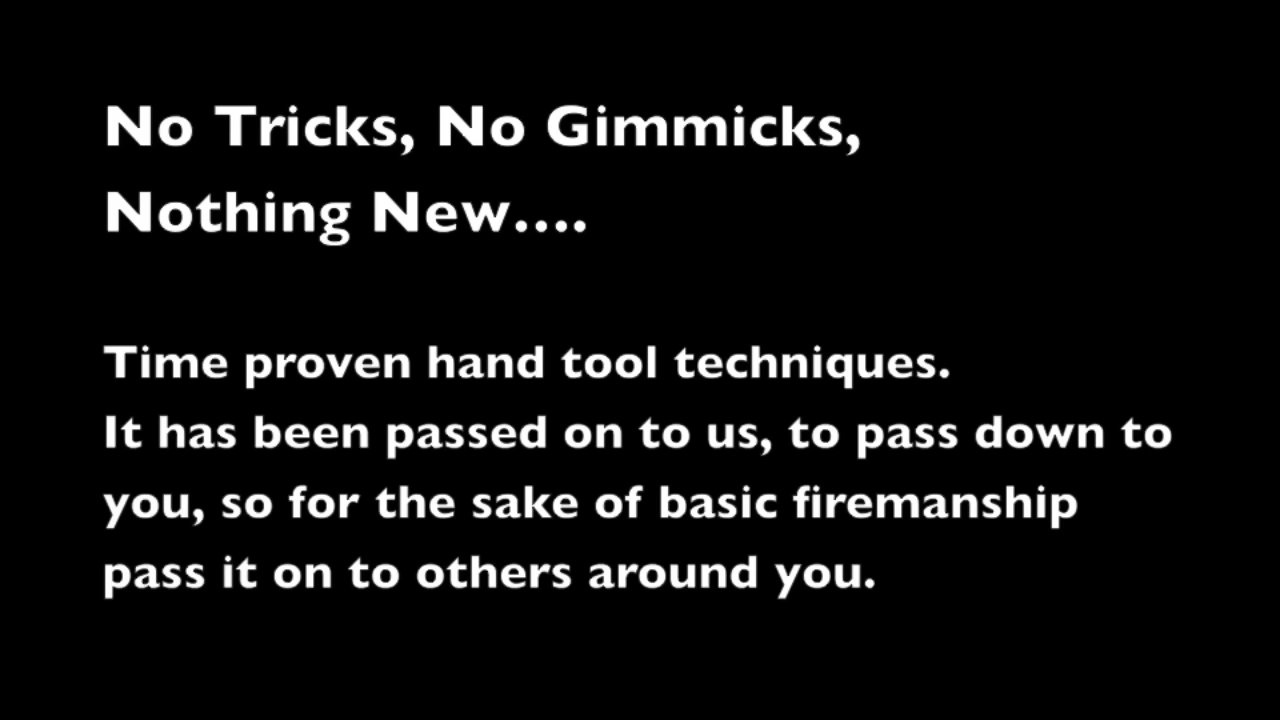 No Tricks, No Gimmicks,
Nothing New....
Time proven hand tool techniques.
It has been passed on to us, to pass down to
you, so for the sake of basic firemanship
pass it on to others around you.